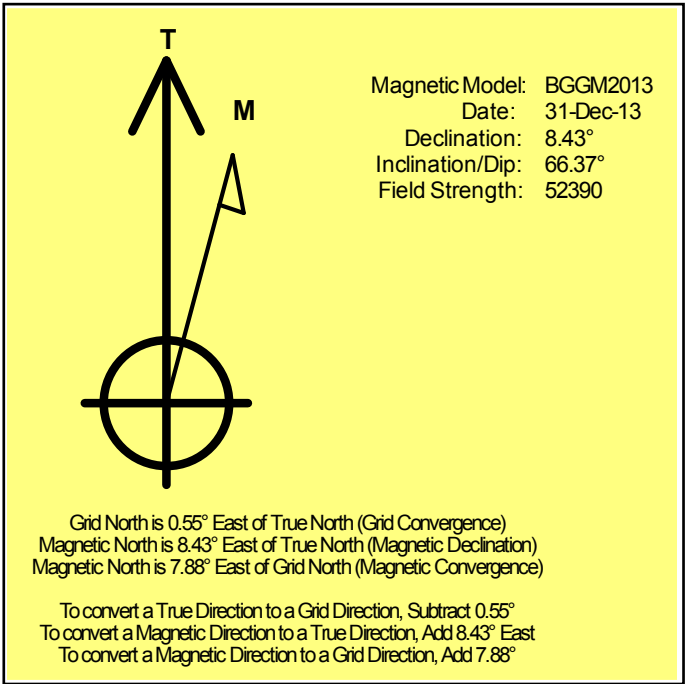 T
M
Magnetic Model: BGGM2013
Date: 31-Dec-13
Declination: 8.43°
Inclination/Dip: 66.37°
Field Strength: 52390
Grid North is 0.55° East of True North (Grid Convergence)
Magnetic North is 8.43° East of True North (Magnetic Declination)
Magnetic North is 7.88° East of Grid North (Magnetic Convergence)
To convert a True Direction to a Grid Direction, Subtract 0.55°
To convert a Magnetic Direction to a True Direction, Add 8.43° East
To convert a Magnetic Direction to a Grid Direction, Add 7.88°